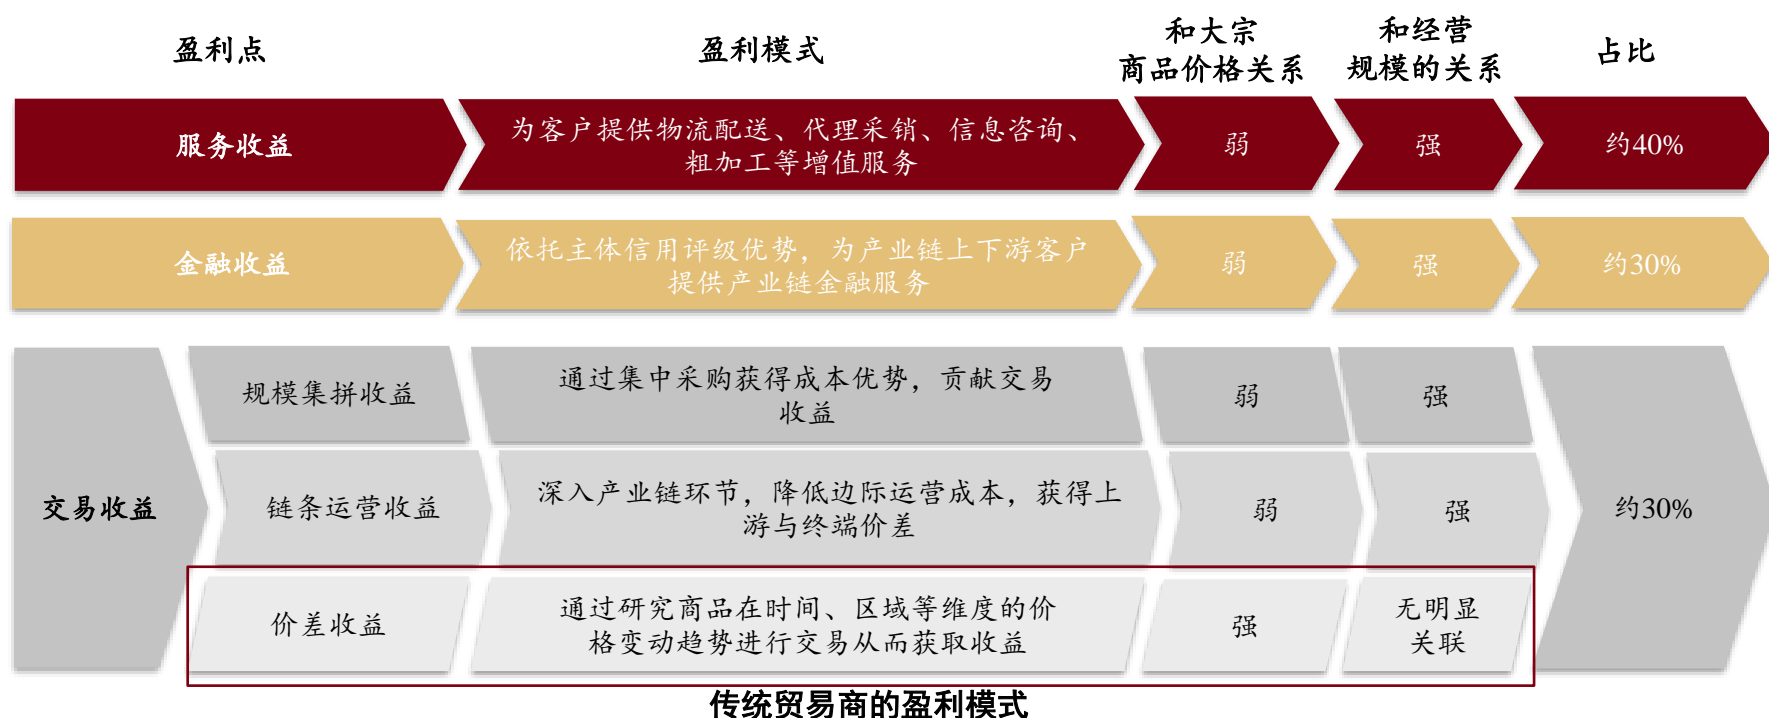 盈利点
盈利模式
和大宗
商品价格关系
和经营
规模的关系
占比
服务收益
为客户提供物流配送、代理采销、信息咨询、
粗加工等增值服务
弱
强
约40%
金融收益
依托主体信用评级优势，为产业链上下游客户
提供产业链金融服务
弱
强
约30%
交易收益
规模集拼收益
通过集中采购获得成本优势，贡献交易
收益
弱
强
链条运营收益
深入产业链环节，降低边际运营成本，获得上
游与终端价差
弱
强
约30%
价差收益
通过研究商品在时间、区域等维度的价
格变动趋势进行交易从而获取收益
强
无明显
关联
传统贸易商的盈利模式